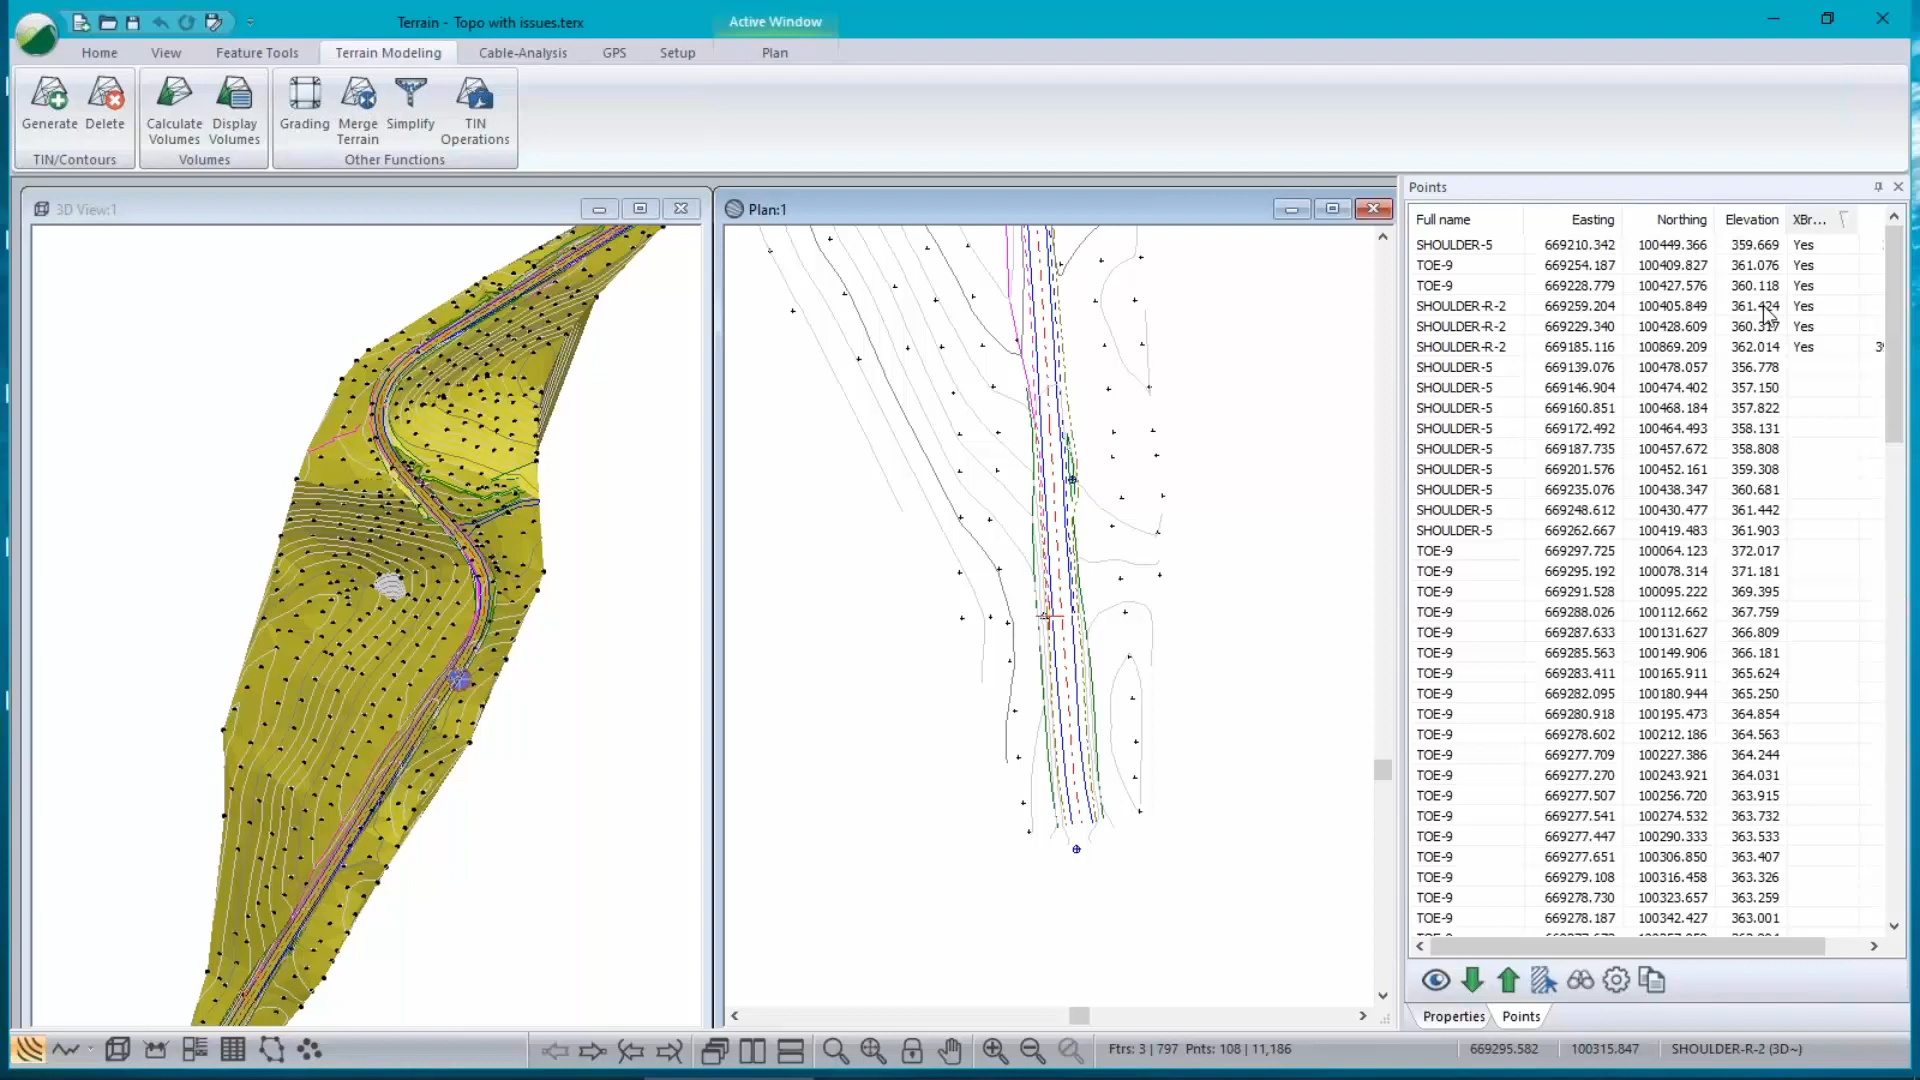 Terrain - Topo with issues.terx
Active Window
Home View Feature Tools Terrain Modeling Cable-Analysis GPS Setup Plan
Generate Delete Calculate Volumes Display Volumes Grading Merge Terrain Simplify TIN Operations
TIN/Contours Volumes Other Functions
3D View:1
Plan:1
Points
Full name Easting Northing Elevation XBr...
SHOULDER-5 669210.342 100449.366 359.669 Yes
TOE-9 669254.187 100409.827 361.076 Yes
TOE-9 669228.779 100427.576 360.118 Yes
SHOULDER-R-2 669259.204 100405.849 361.424 Yes
SHOULDER-R-2 669229.340 100428.609 360.317 Yes
SHOULDER-R-2 669185.116 100869.209 362.014 Yes
SHOULDER-5 669139.076 100478.057 356.778
SHOULDER-5 669146.904 100474.402 357.150
SHOULDER-5 669160.851 100468.184 357.822
SHOULDER-5 669172.492 100464.493 358.131
SHOULDER-5 669187.735 100457.672 358.808
SHOULDER-5 669201.576 100452.161 359.308
SHOULDER-5 669235.076 100438.347 360.681
SHOULDER-5 669248.612 100430.477 361.442
SHOULDER-5 669262.667 100419.483 361.903
TOE-9 669297.725 100064.123 372.017
TOE-9 669295.192 100078.314 371.181
TOE-9 669291.528 100095.222 369.395
TOE-9 669288.026 100112.662 367.759
TOE-9 669287.633 100131.627 366.809
TOE-9 669285.563 100149.906 366.181
TOE-9 669283.411 100165.911 365.624
TOE-9 669282.095 100180.944 365.250
TOE-9 669280.918 100195.473 364.854
TOE-9 669278.602 100212.186 364.563
TOE-9 669277.709 100227.386 364.244
TOE-9 669277.270 100243.921 364.031
TOE-9 669277.507 100256.720 363.915
TOE-9 669277.541 100274.532 363.732
TOE-9 669277.447 100290.333 363.533
TOE-9 669277.651 100306.850 363.407
TOE-9 669279.108 100316.458 363.326
TOE-9 669278.730 100323.657 363.259
TOE-9 669278.187 100342.427 363.001
Properties Points
Ftrs: 3 | 797 Pnts: 108 | 11,186 669295.582 100315.847 SHOULDER-R-2 (3D~)